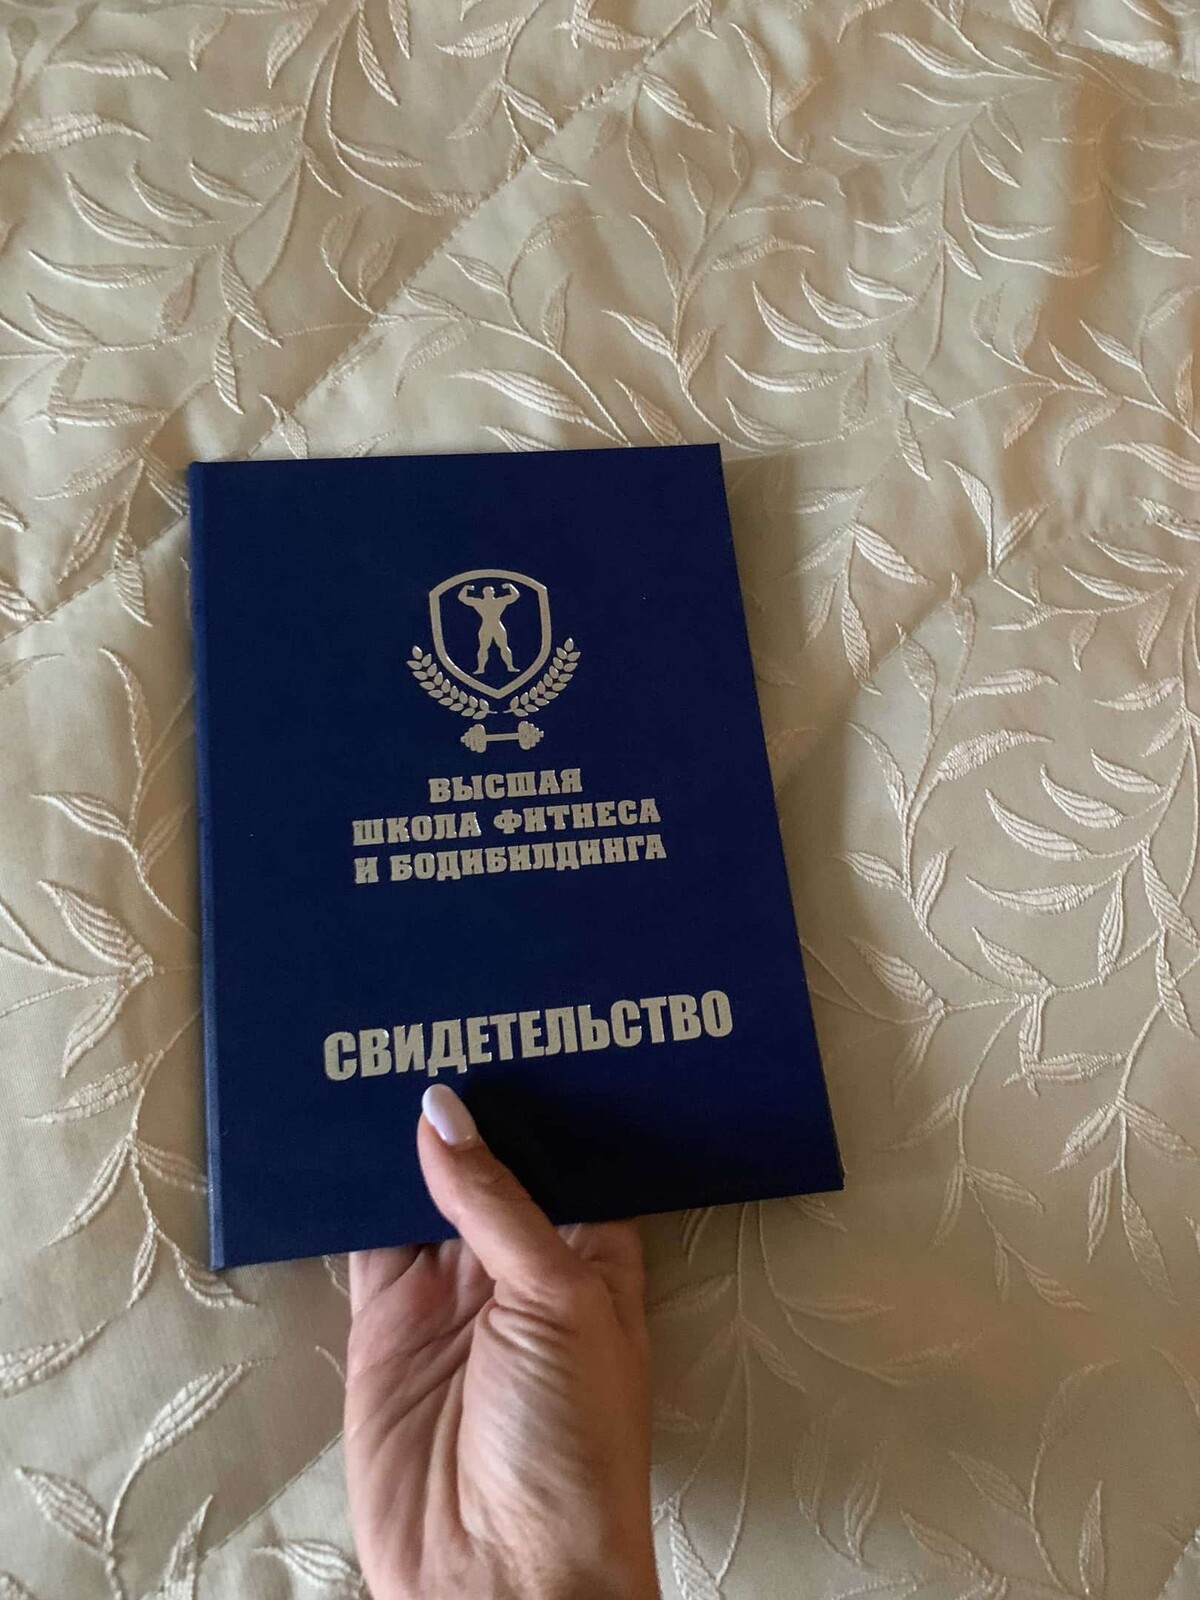 ВЫСШАЯ
ШКОЛА ФИТНЕСА
И БОДИБИЛДИНГА
СВИДЕТЕЛЬСТВО